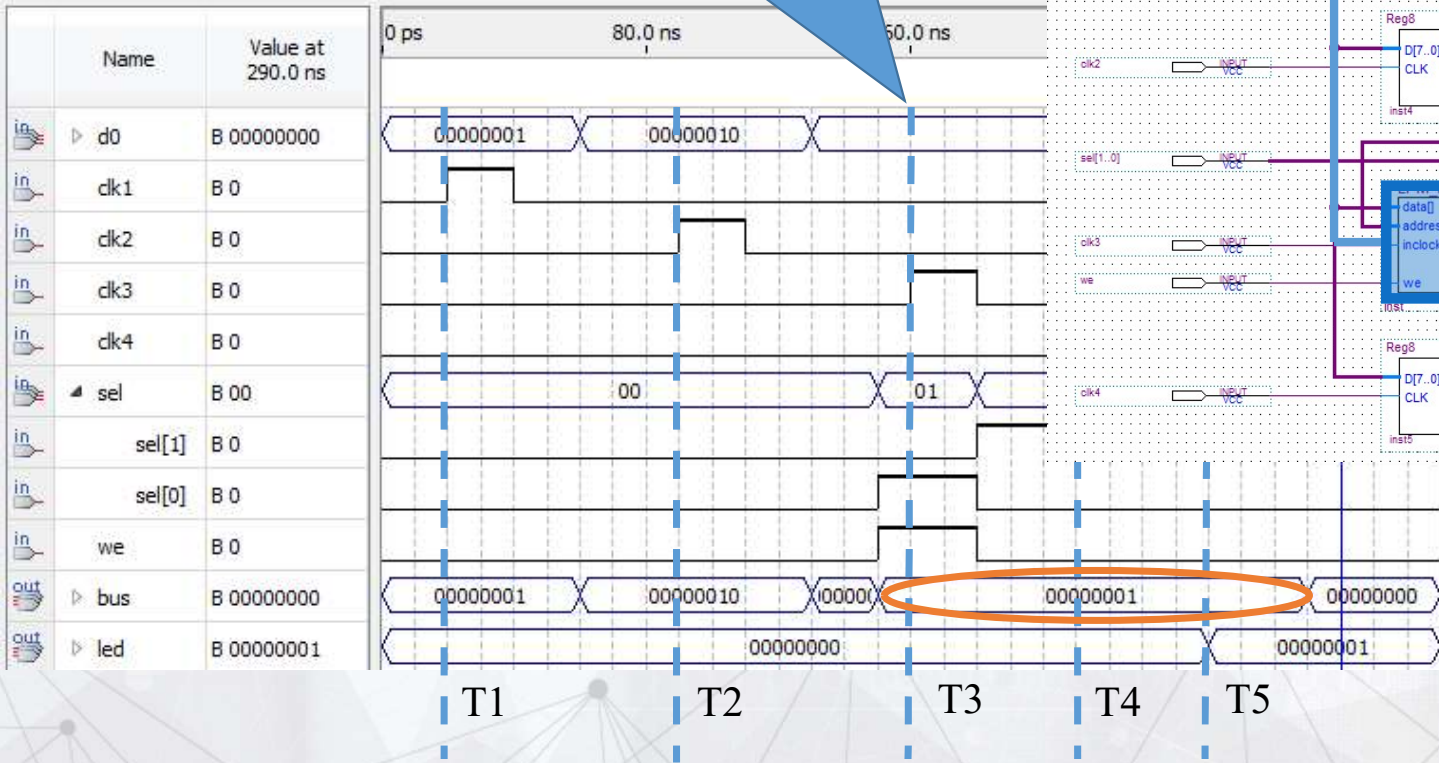 Name
Value at
290.0 ns
0 ps
80.0 ns
60.0 ns
d0 B 00000000 00000001 00000010
clk1 B 0
clk2 B 0
clk3 B 0
clk4 B 0
sel B 00 00 01
sel[1] B 0
sel[0] B 0
we B 0
bus B 00000000 00000001 00000010 00000001 00000000
led B 00000001 00000000 00000001
T1 T2 T3 T4 T5
Reg8
D[7..0]
clk2 INPUT CLK
VCC
inst4
sel[1..0] INPUT
VCC
data[]
clk3 INPUT
VCC
inclock
we INPUT we
VCC
inst
Reg8
D[7..0]
clk4 INPUT CLK
VCC
inst5